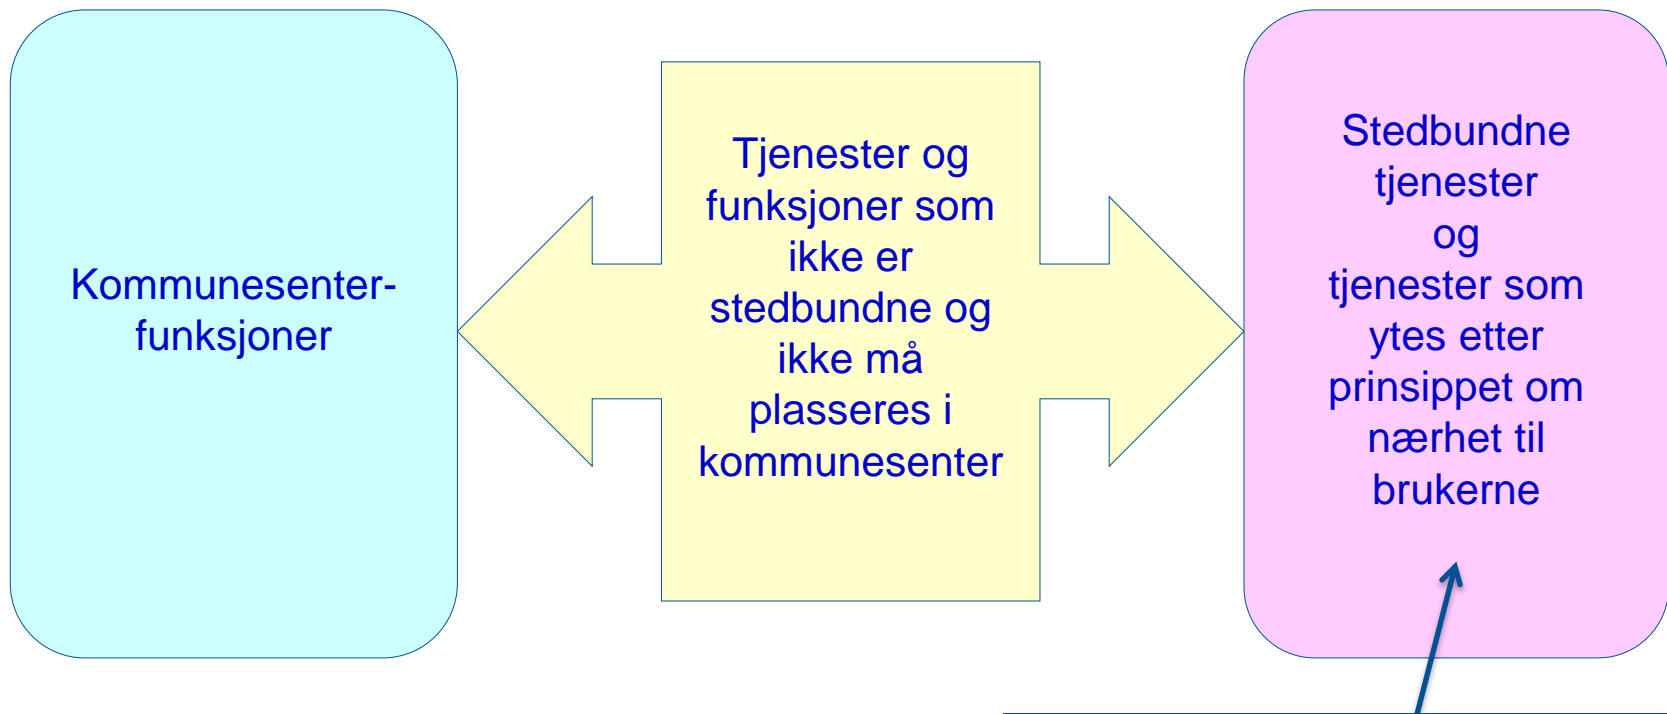 Kommunesenter-
funksjoner
Tjenester og
funksjoner som
ikke er
stedbundne og
ikke må
plasseres i
kommunesenter
Stedbundne
tjenester
og
tjenester som
ytes etter
prinsippet om
nærhet til
brukerne